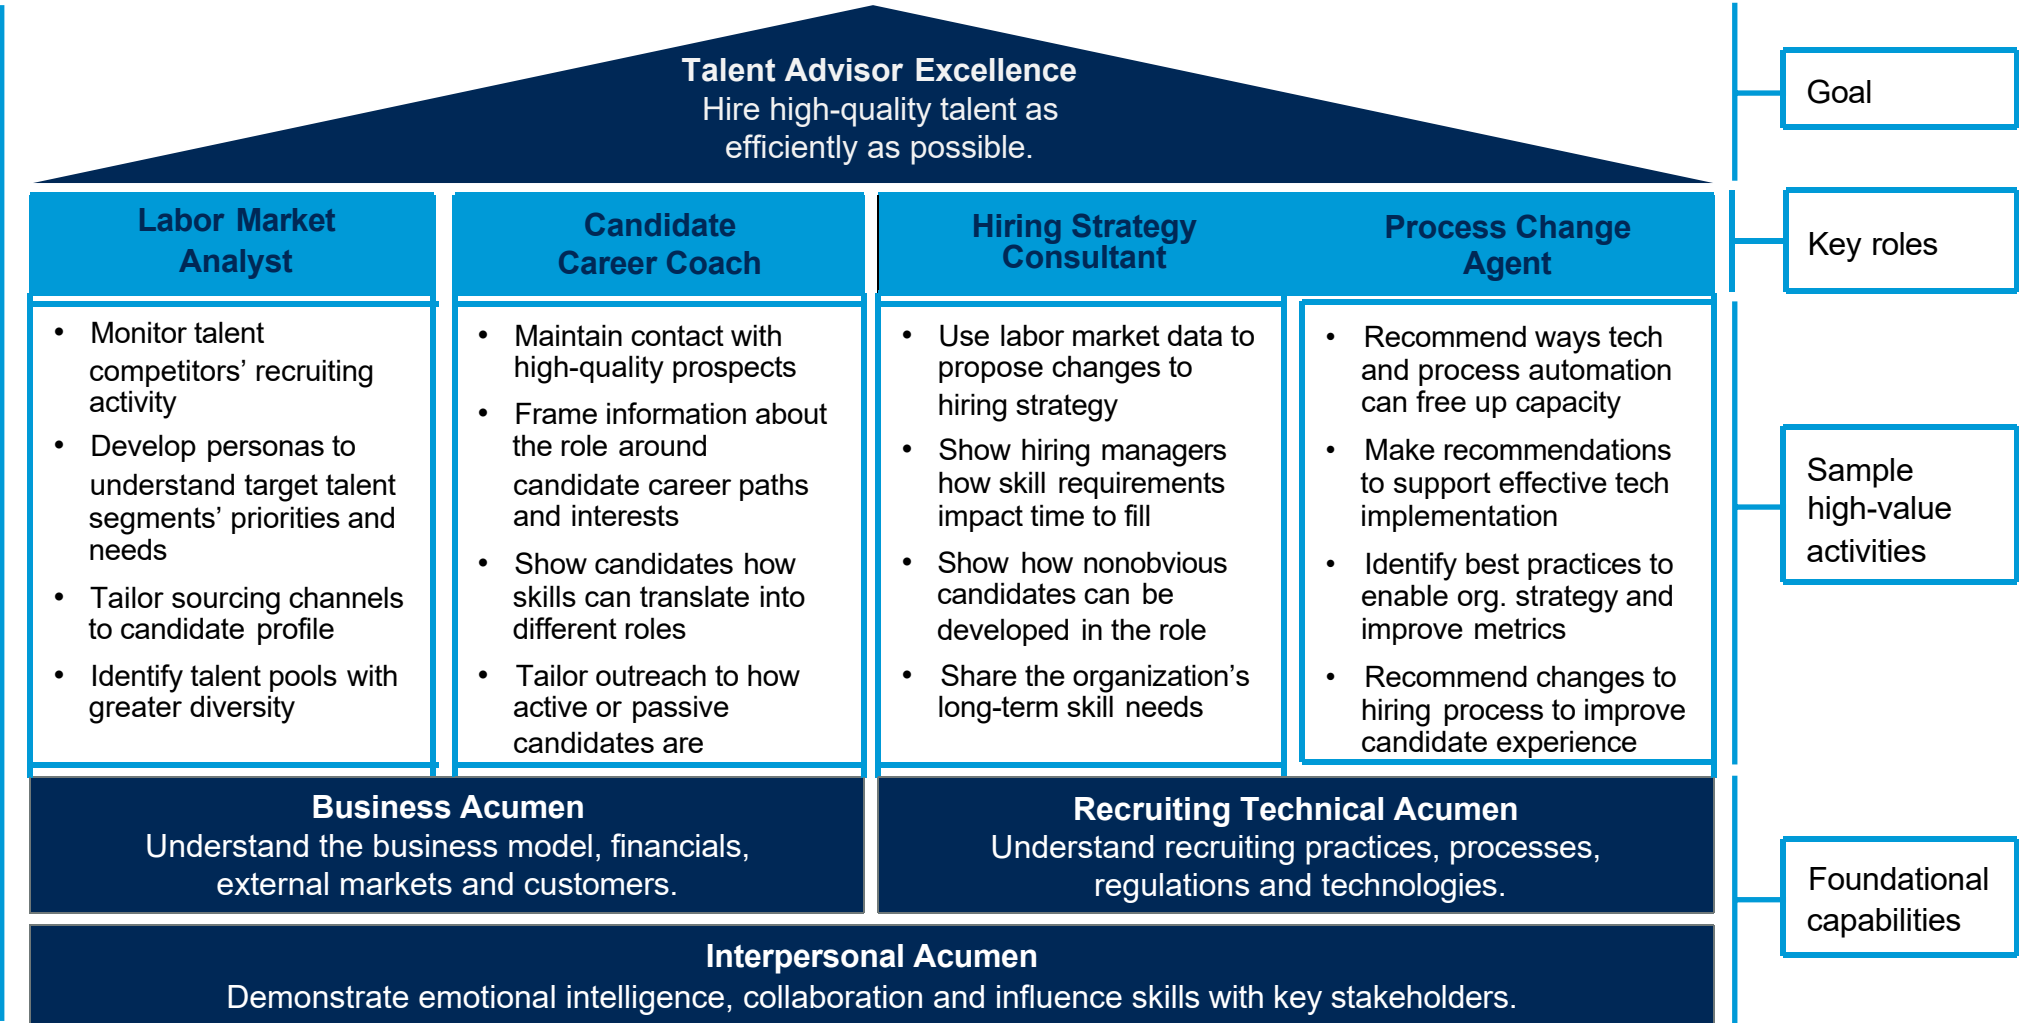 Talent Advisor Excellence
Hire high-quality talent as
efficiently as possible.
Goal
Labor Market
Analyst
Candidate
Career Coach
Hiring Strategy
Consultant
Process Change
Agent
Key roles
• Monitor talent
competitors’ recruiting
activity
• Develop personas to
understand target talent
segments’ priorities and
needs
• Tailor sourcing channels
to candidate profile
• Identify talent pools with
greater diversity
• Maintain contact with
high-quality prospects
• Frame information about
the role around
candidate career paths
and interests
• Show candidates how
skills can translate into
different roles
• Tailor outreach to how
active or passive
candidates are
• Use labor market data to
propose changes to
hiring strategy
• Show hiring managers
how skill requirements
impact time to fill
• Show how nonobvious
candidates can be
developed in the role
• Share the organization’s
long-term skill needs
• Recommend ways tech
and process automation
can free up capacity
• Make recommendations
to support effective tech
implementation
• Identify best practices to
enable org. strategy and
improve metrics
• Recommend changes to
hiring process to improve
candidate experience
Sample
high-value
activities
Business Acumen
Understand the business model, financials,
external markets and customers.
Recruiting Technical Acumen
Understand recruiting practices, processes,
regulations and technologies.
Foundational
capabilities
Interpersonal Acumen
Demonstrate emotional intelligence, collaboration and influence skills with key stakeholders.